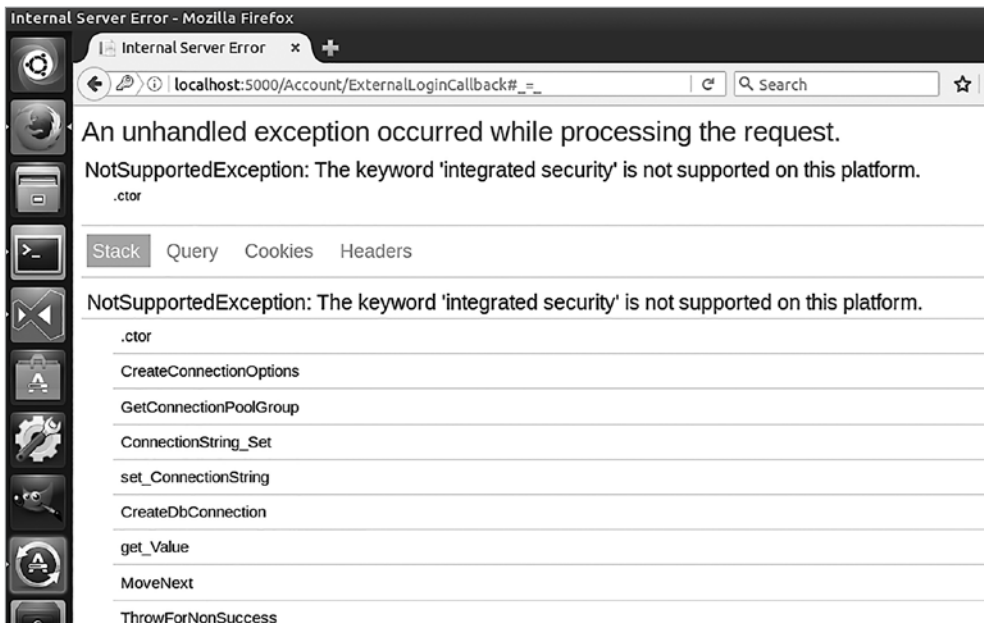 Internal Server Error - Mozilla Firefox
Internal Server Error ×
localhost:5000/Account/ExternalLoginCallback#_=_
Search
An unhandled exception occurred while processing the request.
NotSupportedException: The keyword 'integrated security' is not supported on this platform.
.ctor
Stack Query Cookies Headers
NotSupportedException: The keyword 'integrated security' is not supported on this platform.
.ctor
CreateConnectionOptions
GetConnectionPoolGroup
ConnectionString_Set
set_ConnectionString
CreateDbConnection
get_Value
MoveNext
ThrowForNonSuccess